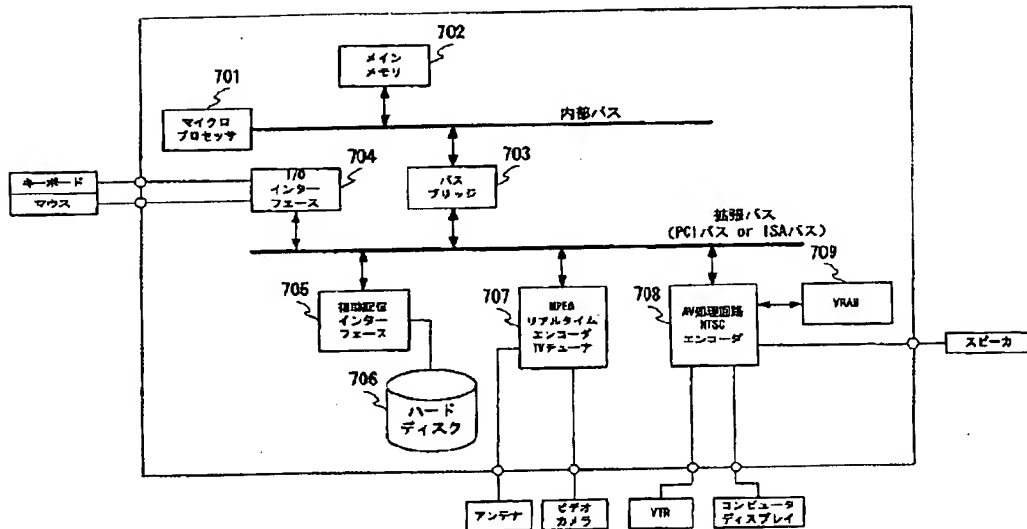 702
メイン
メモリ
701
マイクロ
プロセッサ
内部バス
704
I/O
インター
フェース
703
バス
ブリッジ
キーボード
マウス
拡張バス
(PCIバス or ISAバス)
709
VRAM
705
インター
フェース
707
MPEG
リアルタイム
エンコーダ
TVチューナ
708
AV処理回路
NTSC
エンコーダ
スピーカ
706
ハード
ディスク
アンテナ
ビデオ
カメラ
VTR
コンピュータ
ディスプレイ